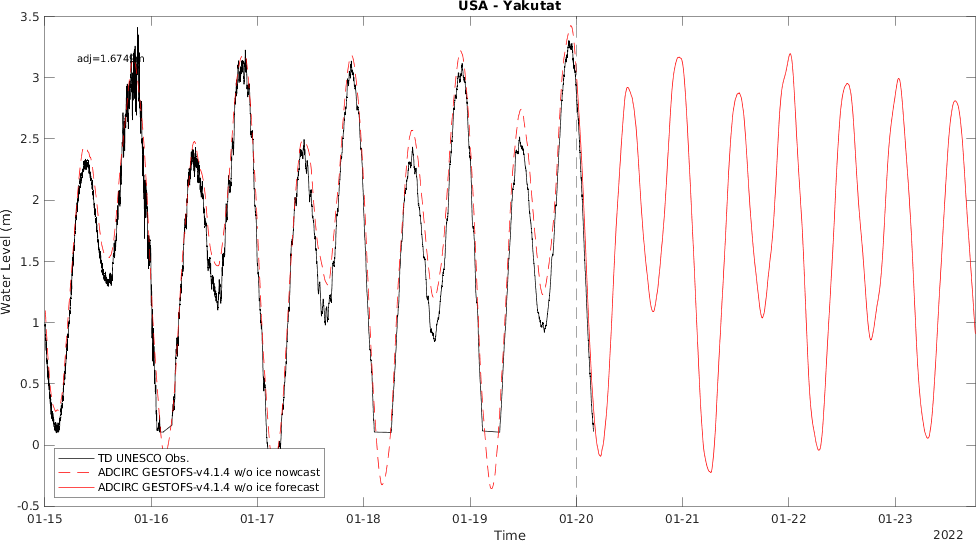 USA - Yakutat
adj=1.6749m
3.5
3
2.5
2
1.5
1
0.5
0
-0.5
Water Level (m)
TD UNESCO Obs.
ADCIRC GESTOFS-v4.1.4 w/o ice nowcast
ADCIRC GESTOFS-v4.1.4 w/o ice forecast
01-15 01-16 01-17 01-18 01-19 01-20 01-21 01-22 01-23
Time
2022